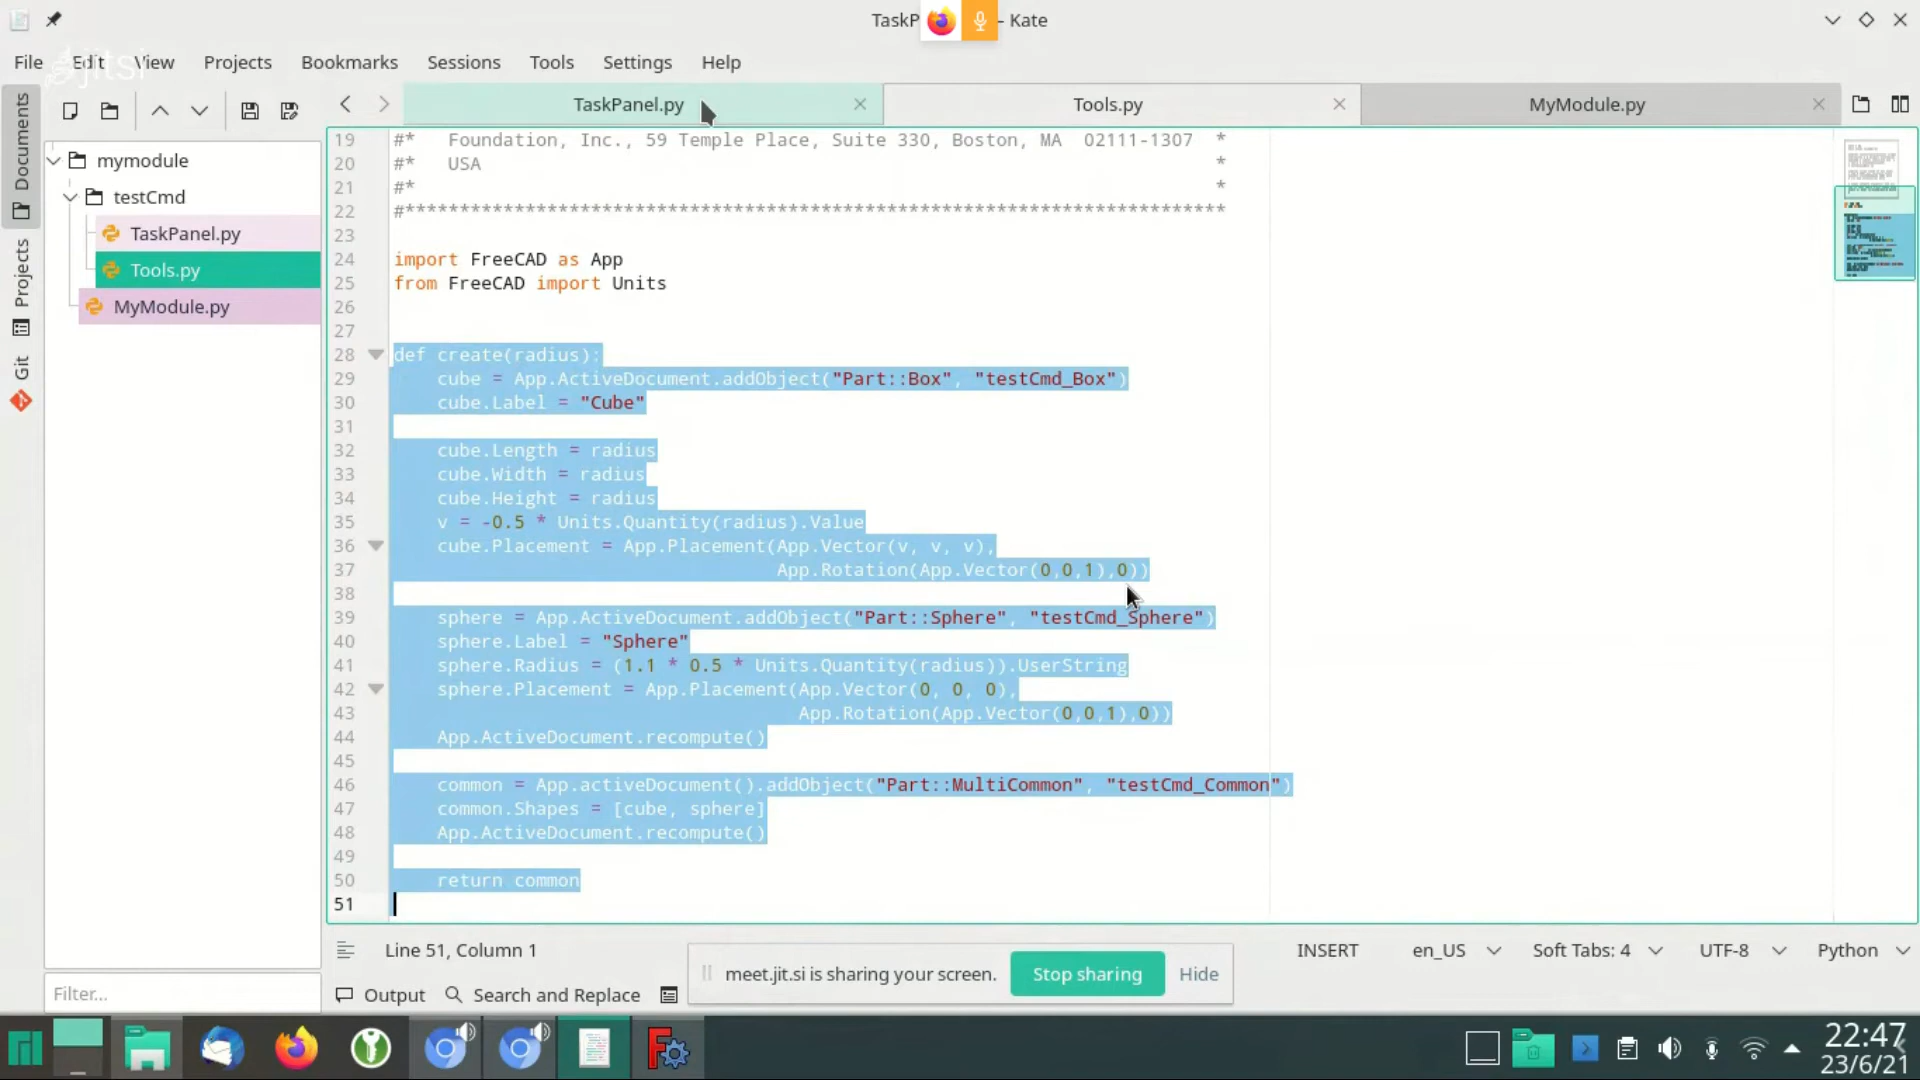 TaskP
– Kate
File Edit View Projects Bookmarks Sessions Tools Settings Help
jitsi
TaskPanel.py
Tools.py
MyModule.py
Documents
Projects
Git
mymodule
testCmd
TaskPanel.py
Tools.py
MyModule.py
Filter...
19 #*   Foundation, Inc., 59 Temple Place, Suite 330, Boston, MA  02111-1307  *
20 #*   USA                                                                   *
21 #*                                                                         *
22 #***************************************************************************
23
24 import FreeCAD as App
25 from FreeCAD import Units
26
27
28 def create(radius):
29     cube = App.ActiveDocument.addObject("Part::Box", "testCmd_Box")
30     cube.Label = "Cube"
31
32     cube.Length = radius
33     cube.Width = radius
34     cube.Height = radius
35     v = -0.5 * Units.Quantity(radius).Value
36     cube.Placement = App.Placement(App.Vector(v, v, v),
37                                    App.Rotation(App.Vector(0,0,1),0))
38
39     sphere = App.ActiveDocument.addObject("Part::Sphere", "testCmd_Sphere")
40     sphere.Label = "Sphere"
41     sphere.Radius = (1.1 * 0.5 * Units.Quantity(radius)).UserString
42     sphere.Placement = App.Placement(App.Vector(0, 0, 0),
43                                      App.Rotation(App.Vector(0,0,1),0))
44     App.ActiveDocument.recompute()
45
46     common = App.activeDocument().addObject("Part::MultiCommon", "testCmd_Common")
47     common.Shapes = [cube, sphere]
48     App.ActiveDocument.recompute()
49
50     return common
51
Line 51, Column 1
INSERT
en_US
Soft Tabs: 4
UTF-8
Python
meet.jit.si is sharing your screen.
Stop sharing
Hide
Output
Search and Replace
22:47
23/6/21